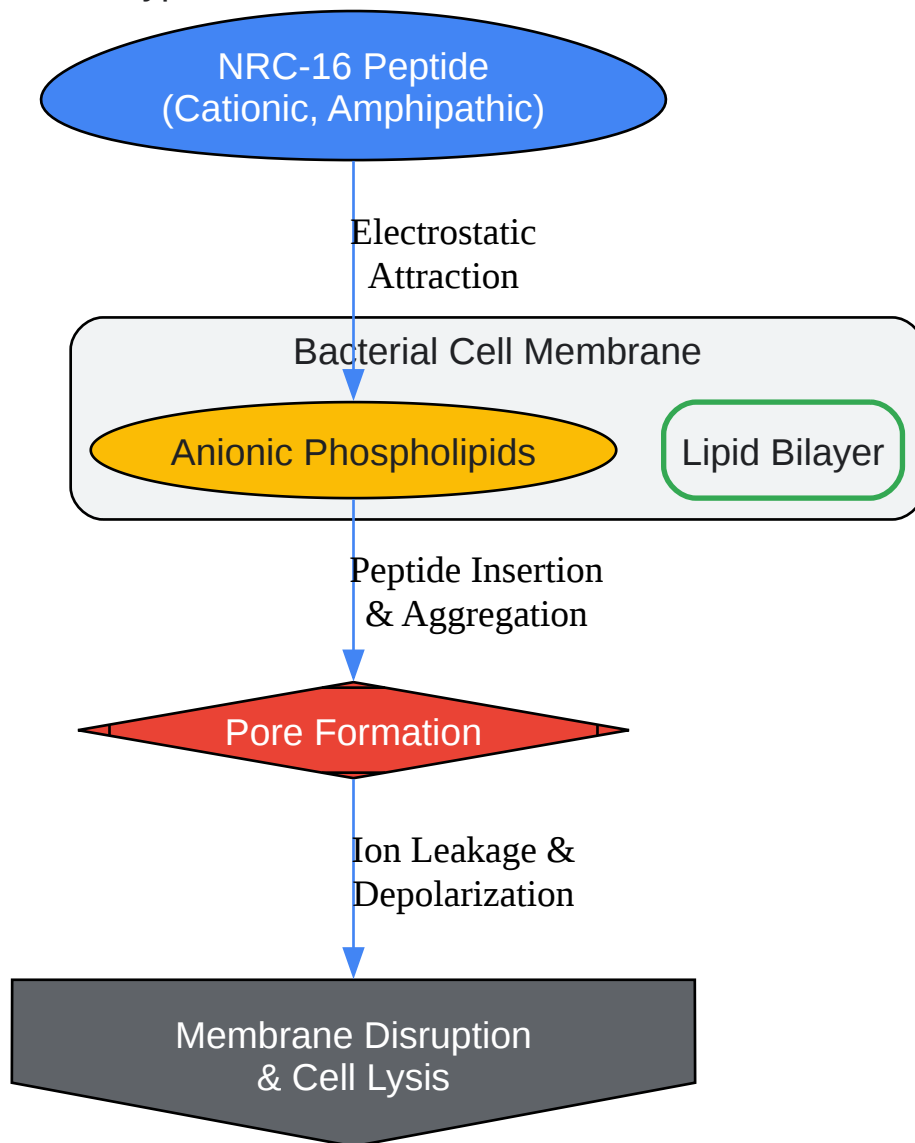 NRC-16 Peptide
(Cationic, Amphipathic)
Electrostatic
Attraction
Bacterial Cell Membrane
Anionic Phospholipids
Lipid Bilayer
Peptide Insertion
& Aggregation
Pore Formation
Ion Leakage &
Depolarization
Membrane Disruption
& Cell Lysis